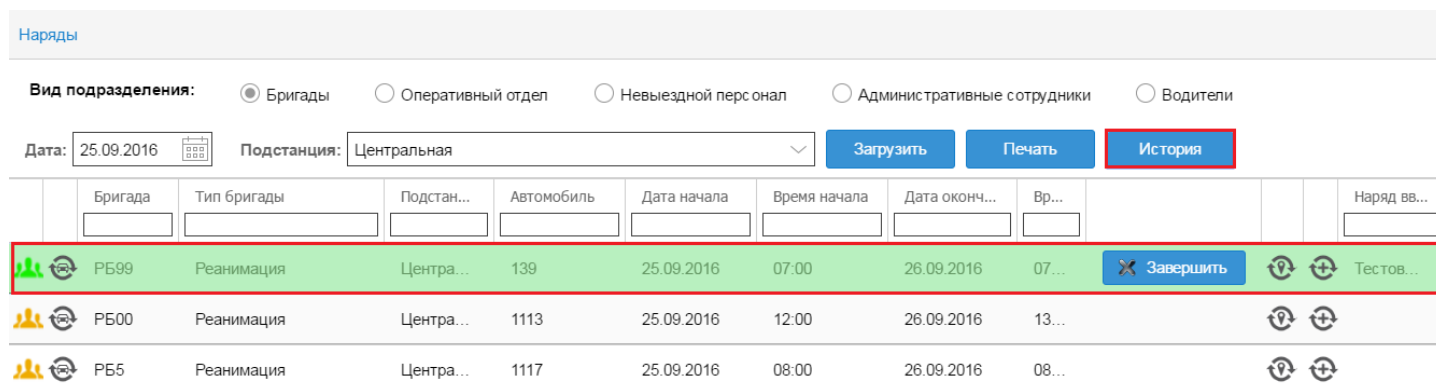 Наряды
Вид подразделения: Бригады Оперативный отдел Невыездной персонал Административные сотрудники Водители
Дата: 25.09.2016 Подстанция: Центральная Загрузить Печать История
Бригада Тип бригады Подстан... Автомобиль Дата начала Время начала Дата оконч... Вр... Наряд вв...
РБ99 Реанимация Центра... 139 25.09.2016 07:00 26.09.2016 07... Завершить Тестов...
РБ00 Реанимация Центра... 1113 25.09.2016 12:00 26.09.2016 13...
РБ5 Реанимация Центра... 1117 25.09.2016 08:00 26.09.2016 08...